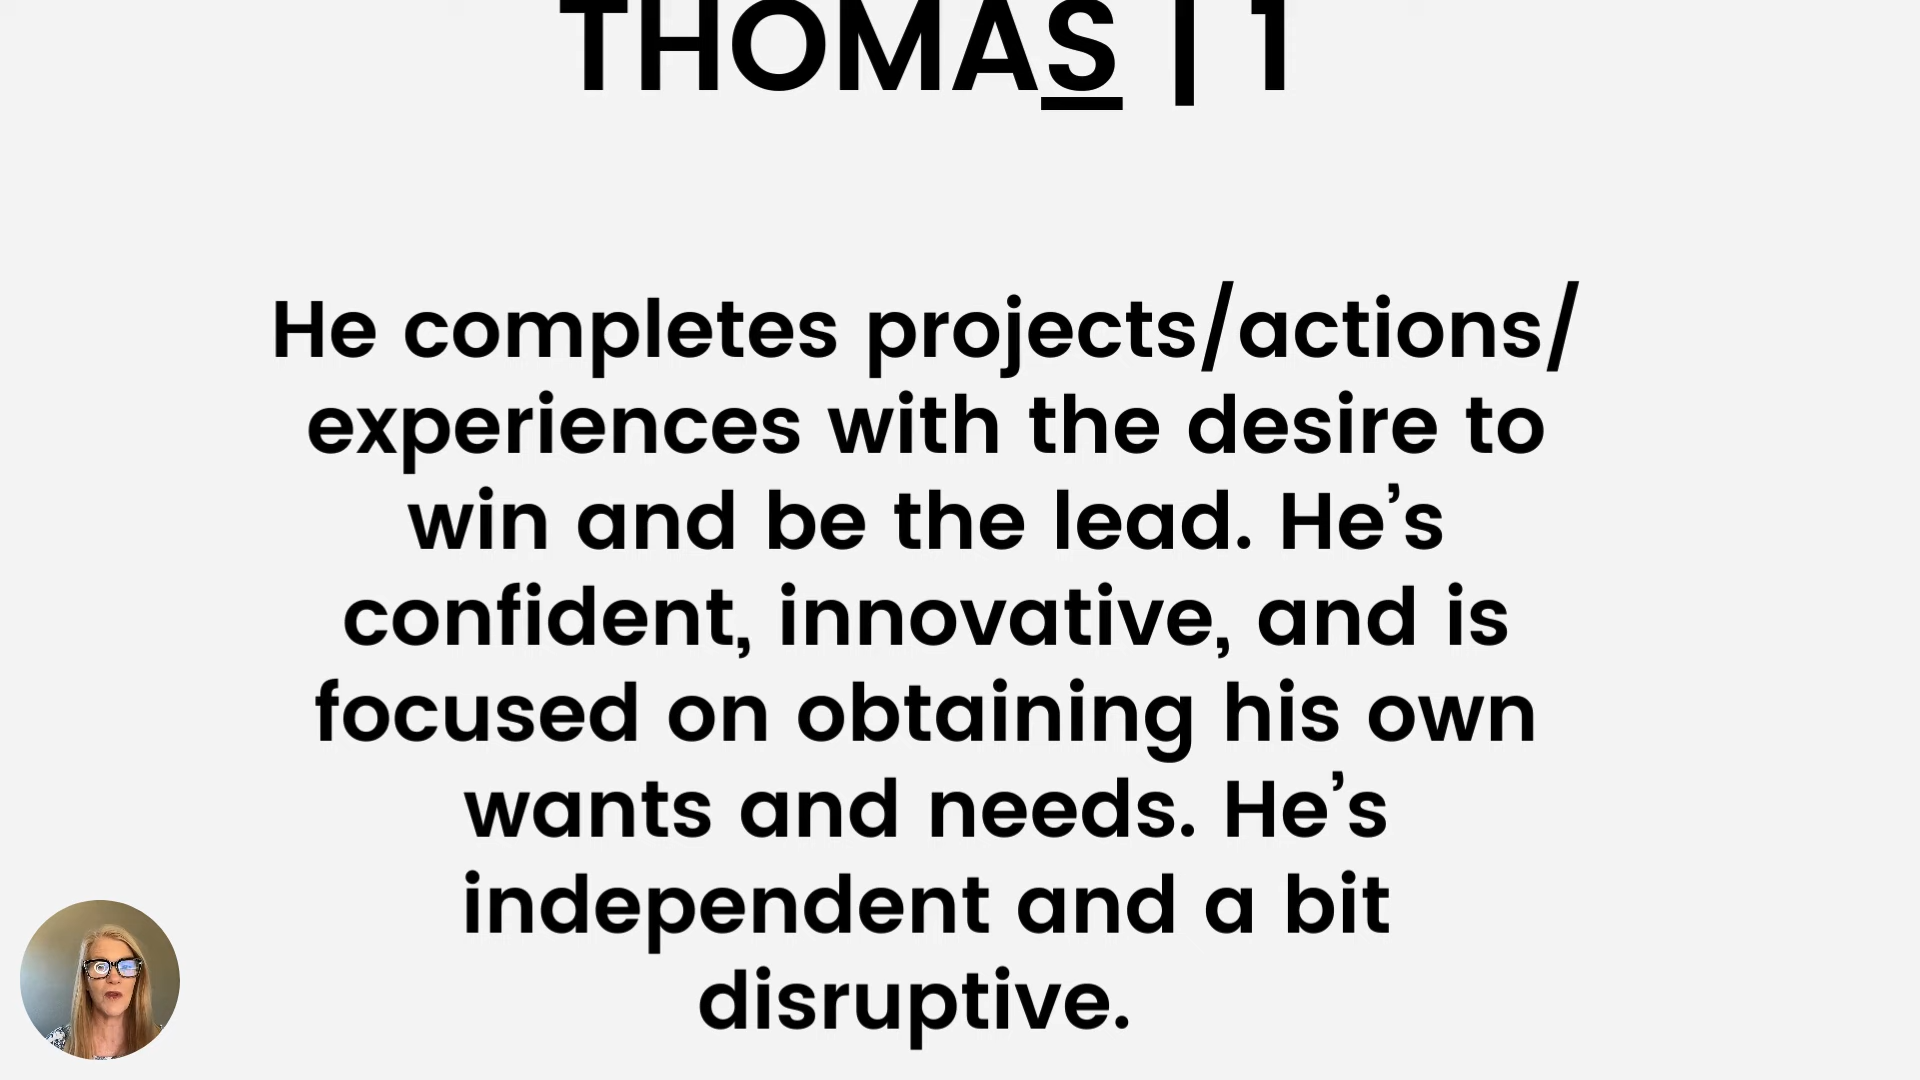 THOMAS | 1
He completes projects/actions/
experiences with the desire to
win and be the lead. He’s
confident, innovative, and is
focused on obtaining his own
wants and needs. He’s
independent and a bit
disruptive.